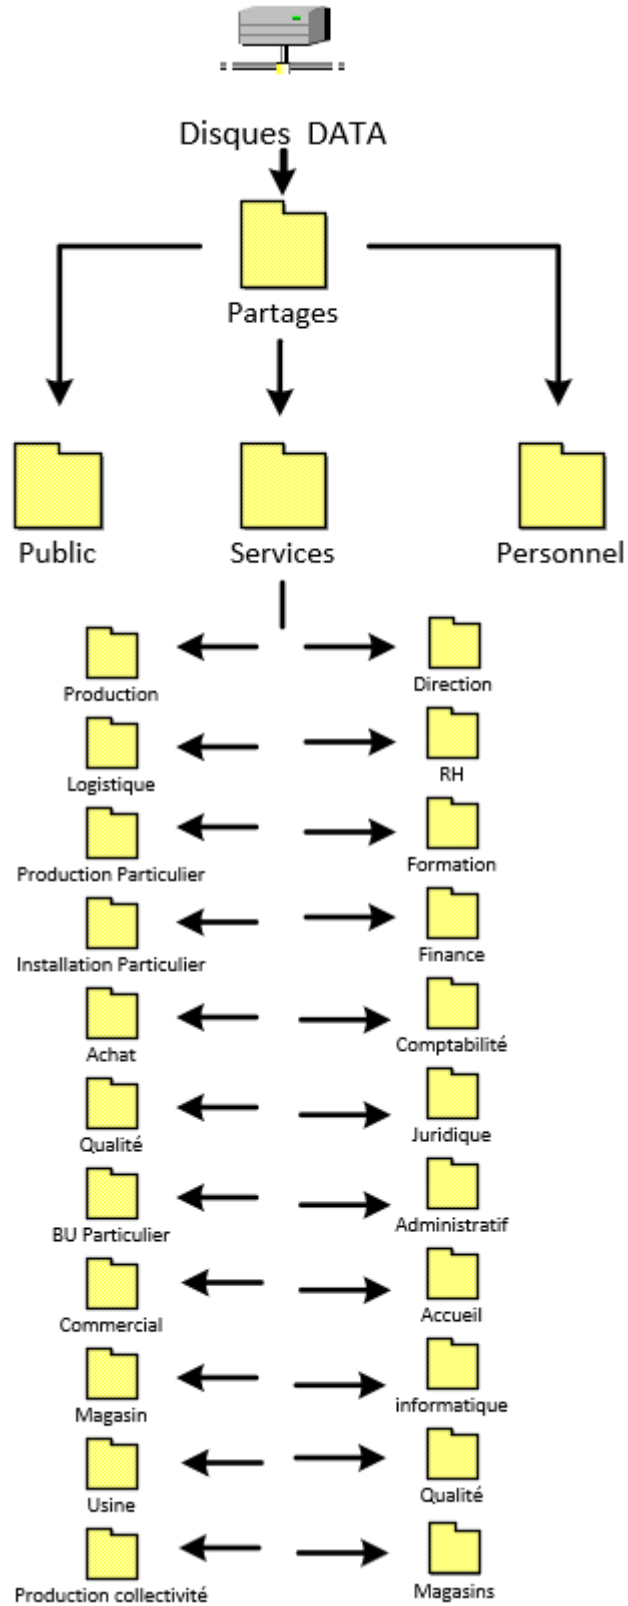 Disques DATA
Partages
Public
Services
Personnel
Production
Direction
Logistique
RH
Production Particulier
Formation
Installation Particulier
Finance
Achat
Comptabilité
Qualité
Juridique
BU Particulier
Administratif
Commercial
Accueil
Magasin
informatique
Usine
Qualité
Production collectivité
Magasins